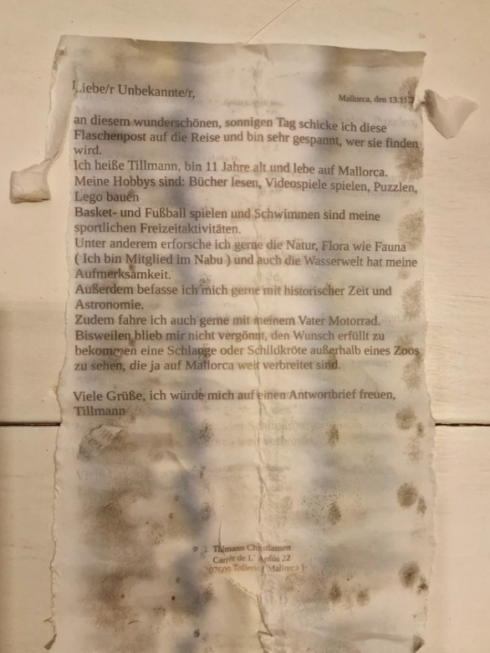 Liebe/r Unbekannte/r,
Mallorca, den 13.11
an diesem wunderschönen, sonnigen Tag schicke ich diese
Flaschenpost auf die Reise und bin sehr gespannt, wer sie finden
wird.
Ich heiße Tillmann, bin 11 Jahre alt und lebe auf Mallorca.
Meine Hobbys sind: Bücher lesen, Videospiele spielen, Puzzlen,
Lego bauen
Basket- und Fußball spielen und Schwimmen sind meine
sportlichen Freizeitaktivitäten.
Unter anderem erforsche ich gerne die Natur, Flora wie Fauna
( Ich bin Mitglied im Nabu ) und auch die Wasserwelt hat meine
Aufmerksamkeit.
Außerdem befasse ich mich gerne mit historischer Zeit und
Astronomie.
Zudem fahre ich auch gerne mit meinem Vater Motorrad.
Bisweilen blieb mir nicht vergönnt, den Wunsch erfüllt zu
bekommen eine Schlange oder Schildkröte außerhalb eines Zoos
zu sehen, die ja auf Mallorca weit verbreitet sind.
Viele Grüße, ich würde mich auf einen Antwortbrief freuen,
Tillmann
Tillmann
Carrer de L' 22
Mallorca